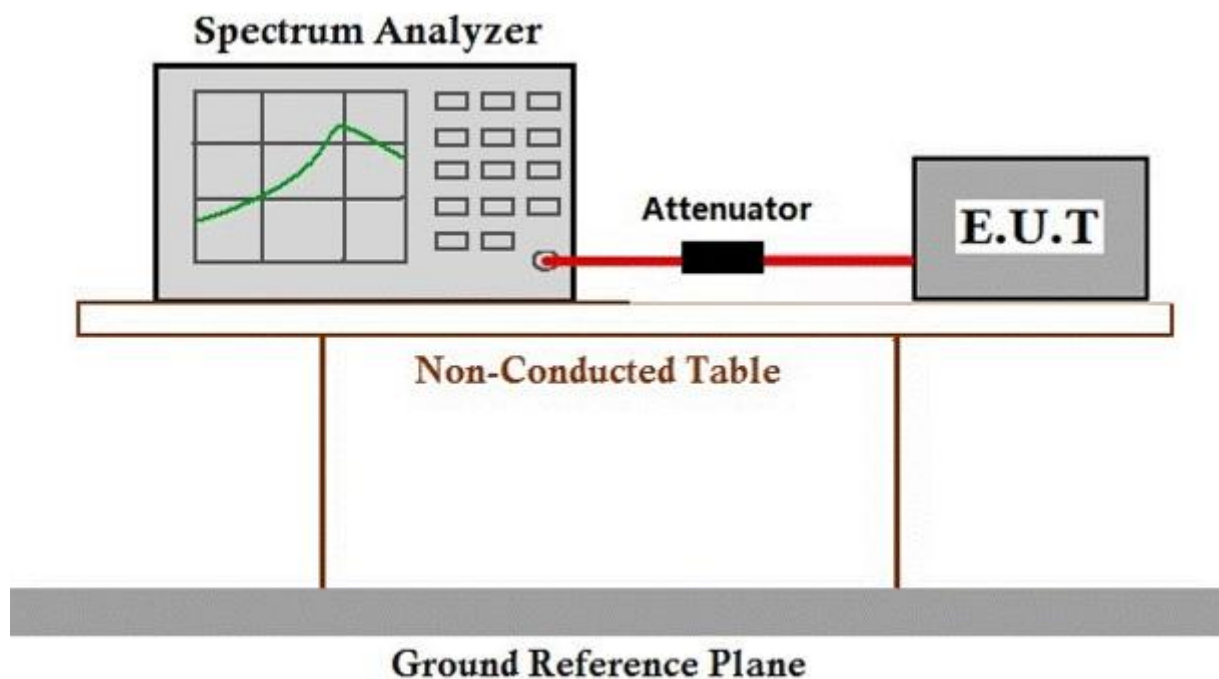 Spectrum Analyzer
Attenuator
E.U.T
Non-Conducted Table
Ground Reference Plane